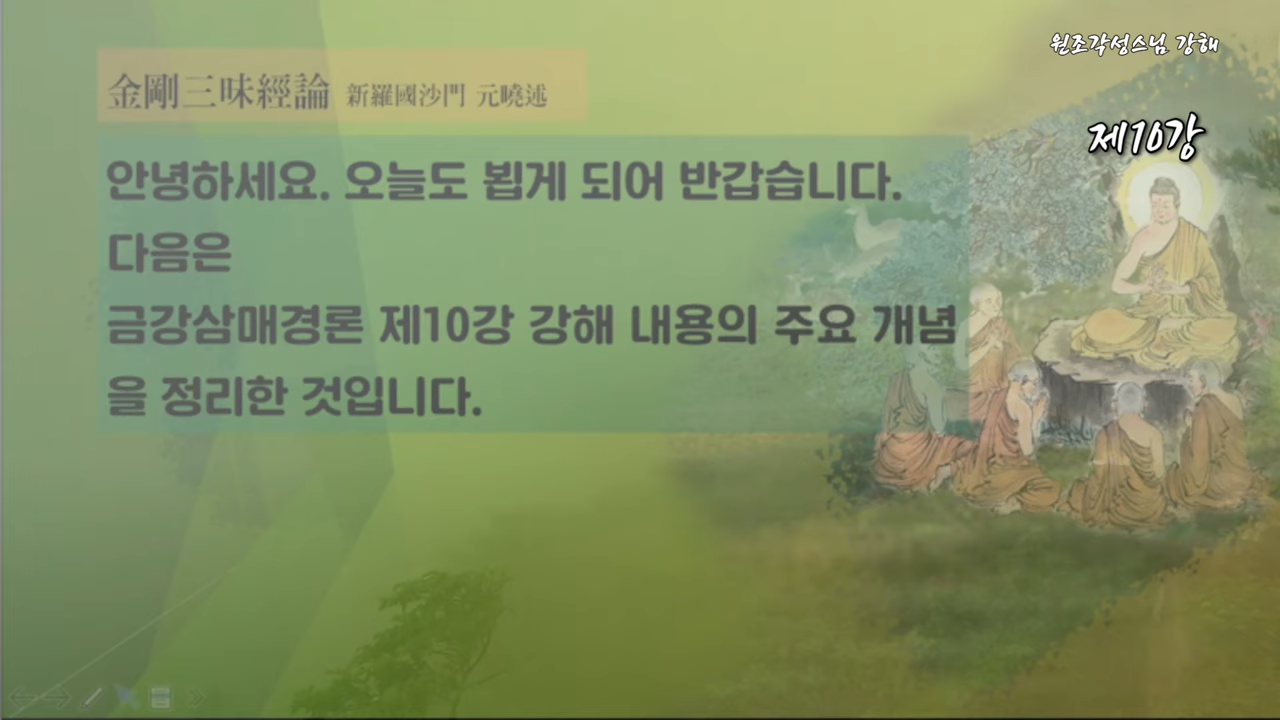 원조각성스님 강해
제10강
金剛三昧經論 新羅國沙門 元曉述
안녕하세요. 오늘도 뵙게 되어 반갑습니다.
다음은
금강삼매경론 제10강 강해 내용의 주요 개념
을 정리한 것입니다.